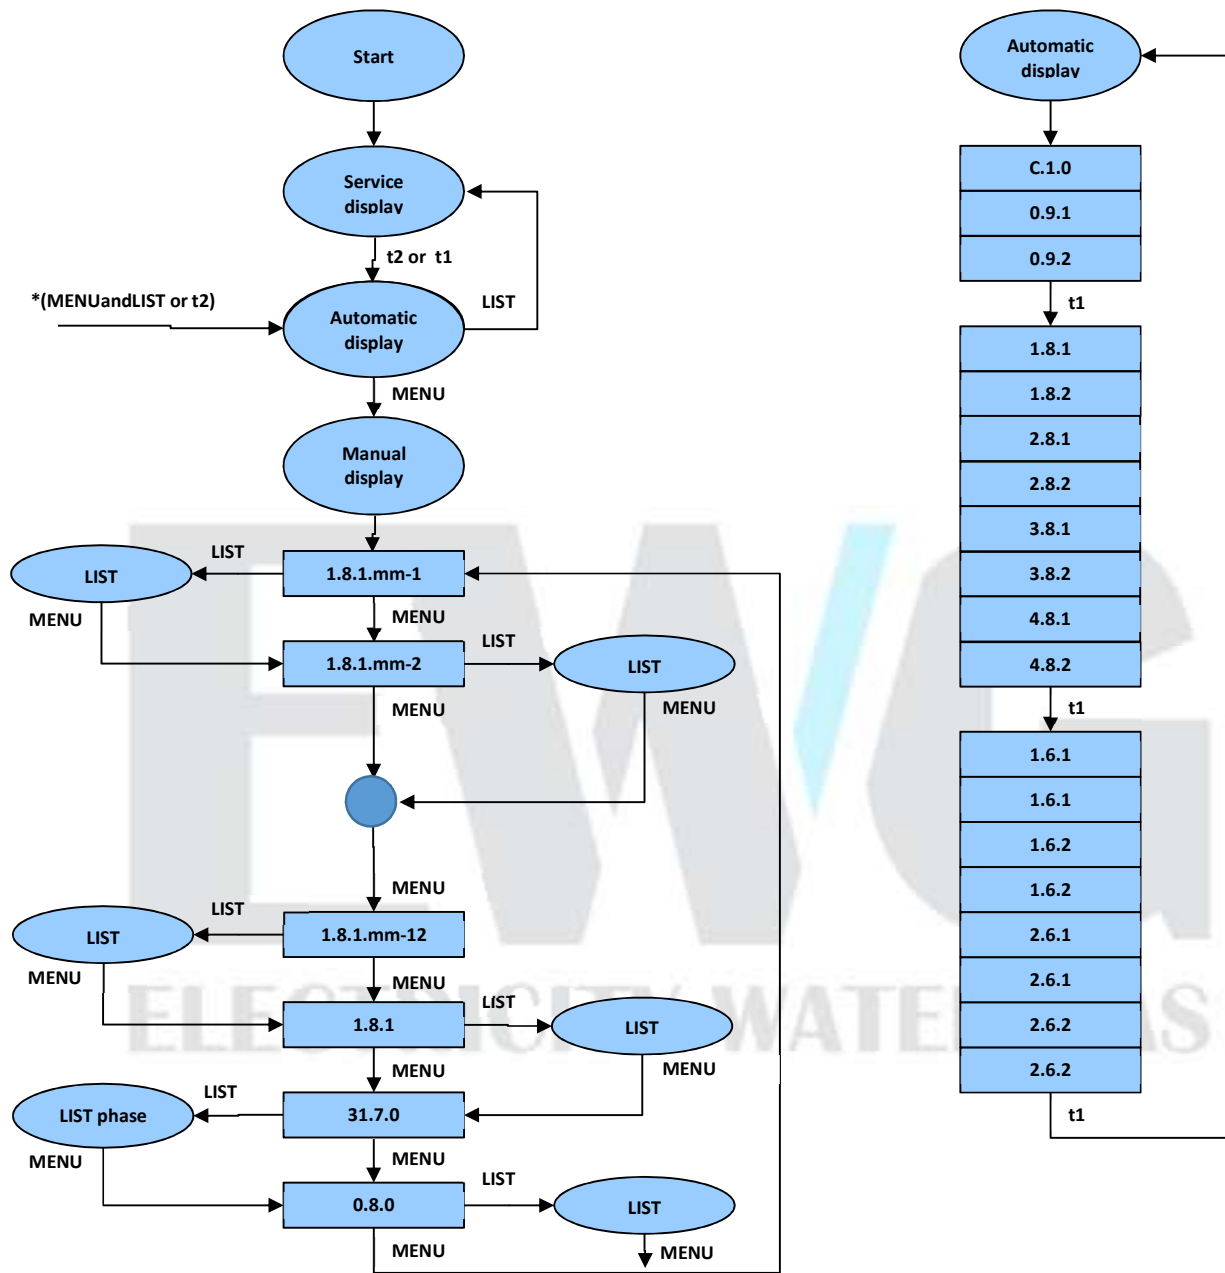 Start
Service
display
t2 or t1
*(MENUandLIST or t2)
LIST
Automatic
display
MENU
Manual
display
LIST
LIST
1.8.1.mm-1
MENU
MENU
LIST
1.8.1.mm-2
LIST
MENU
MENU
MENU
LIST
LIST
1.8.1.mm-12
MENU
MENU
LIST
1.8.1
LIST
MENU
MENU
LIST
LIST phase
31.7.0
MENU
MENU
LIST
0.8.0
LIST
MENU
MENU
Automatic
display
C.1.0
0.9.1
0.9.2
t1
1.8.1
1.8.2
2.8.1
2.8.2
3.8.1
3.8.2
4.8.1
4.8.2
t1
1.6.1
1.6.1
1.6.2
1.6.2
2.6.1
2.6.1
2.6.2
2.6.2
t1
EWG
ELECTRICITY WATER GAS